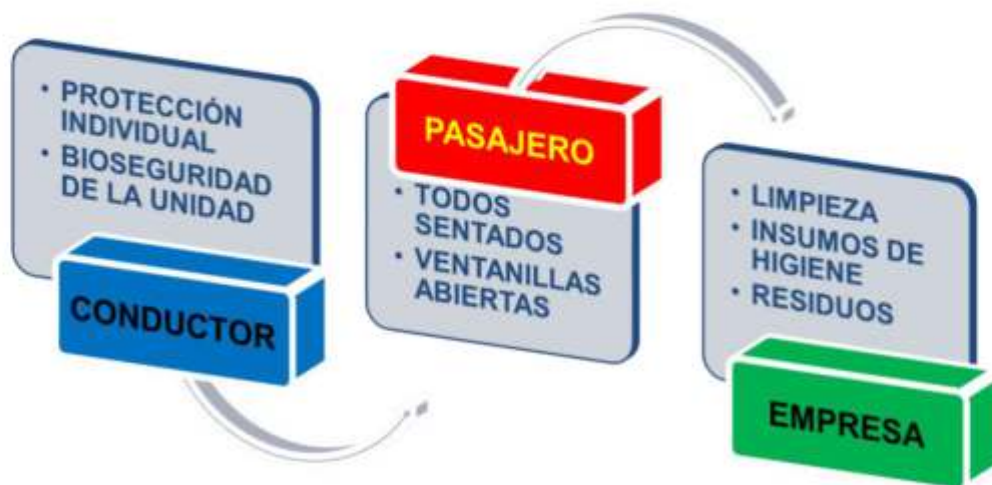 • PROTECCIÓN
INDIVIDUAL
• BIOSEGURIDAD
DE LA UNIDAD
CONDUCTOR
PASAJERO
• TODOS
SENTADOS
• VENTANILLAS
ABIERTAS
• LIMPIEZA
• INSUMOS DE
HIGIENE
• RESIDUOS
EMPRESA